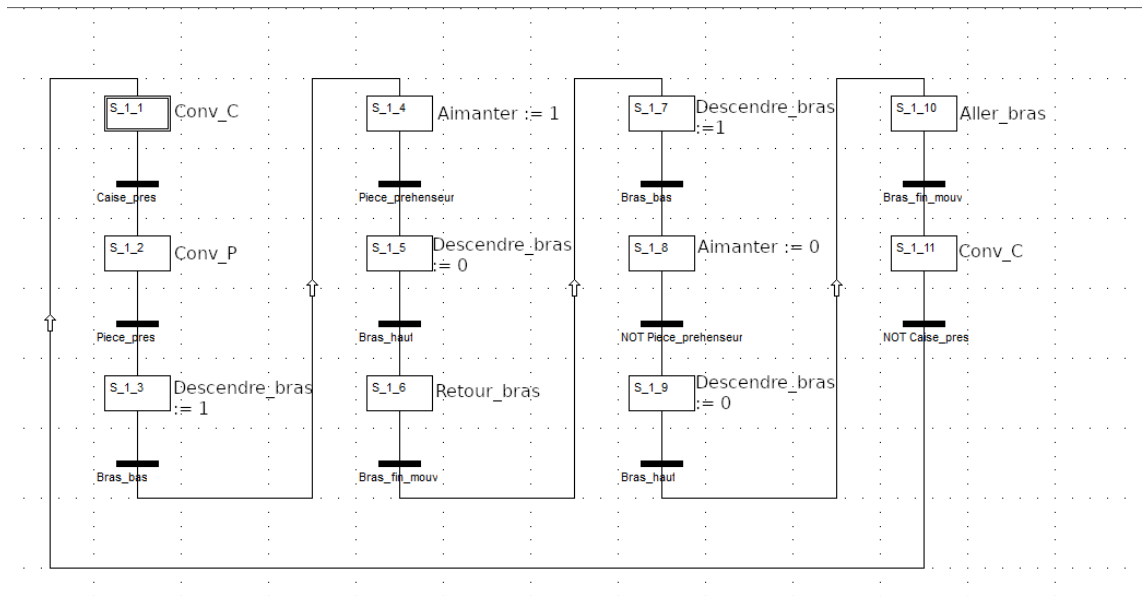 S_1_1 Conv_C
Caise_pres
S_1_2 Conv_P
Piece_pres
S_1_3 Descendre_bras
:= 1
Bras_bas
S_1_4 Aimanter := 1
Piece_prehenseur
S_1_5 Descendre_bras
:= 0
Bras_haut
S_1_6 Retour_bras
Bras_fin_mouv
S_1_7 Descendre_bras
:=1
Bras_bas
S_1_8 Aimanter := 0
NOT Piece_prehenseur
S_1_9 Descendre_bras
:= 0
Bras_haut
S_1_10 Aller_bras
Bras_fin_mouv
S_1_11 Conv_C
NOT Caise_pres